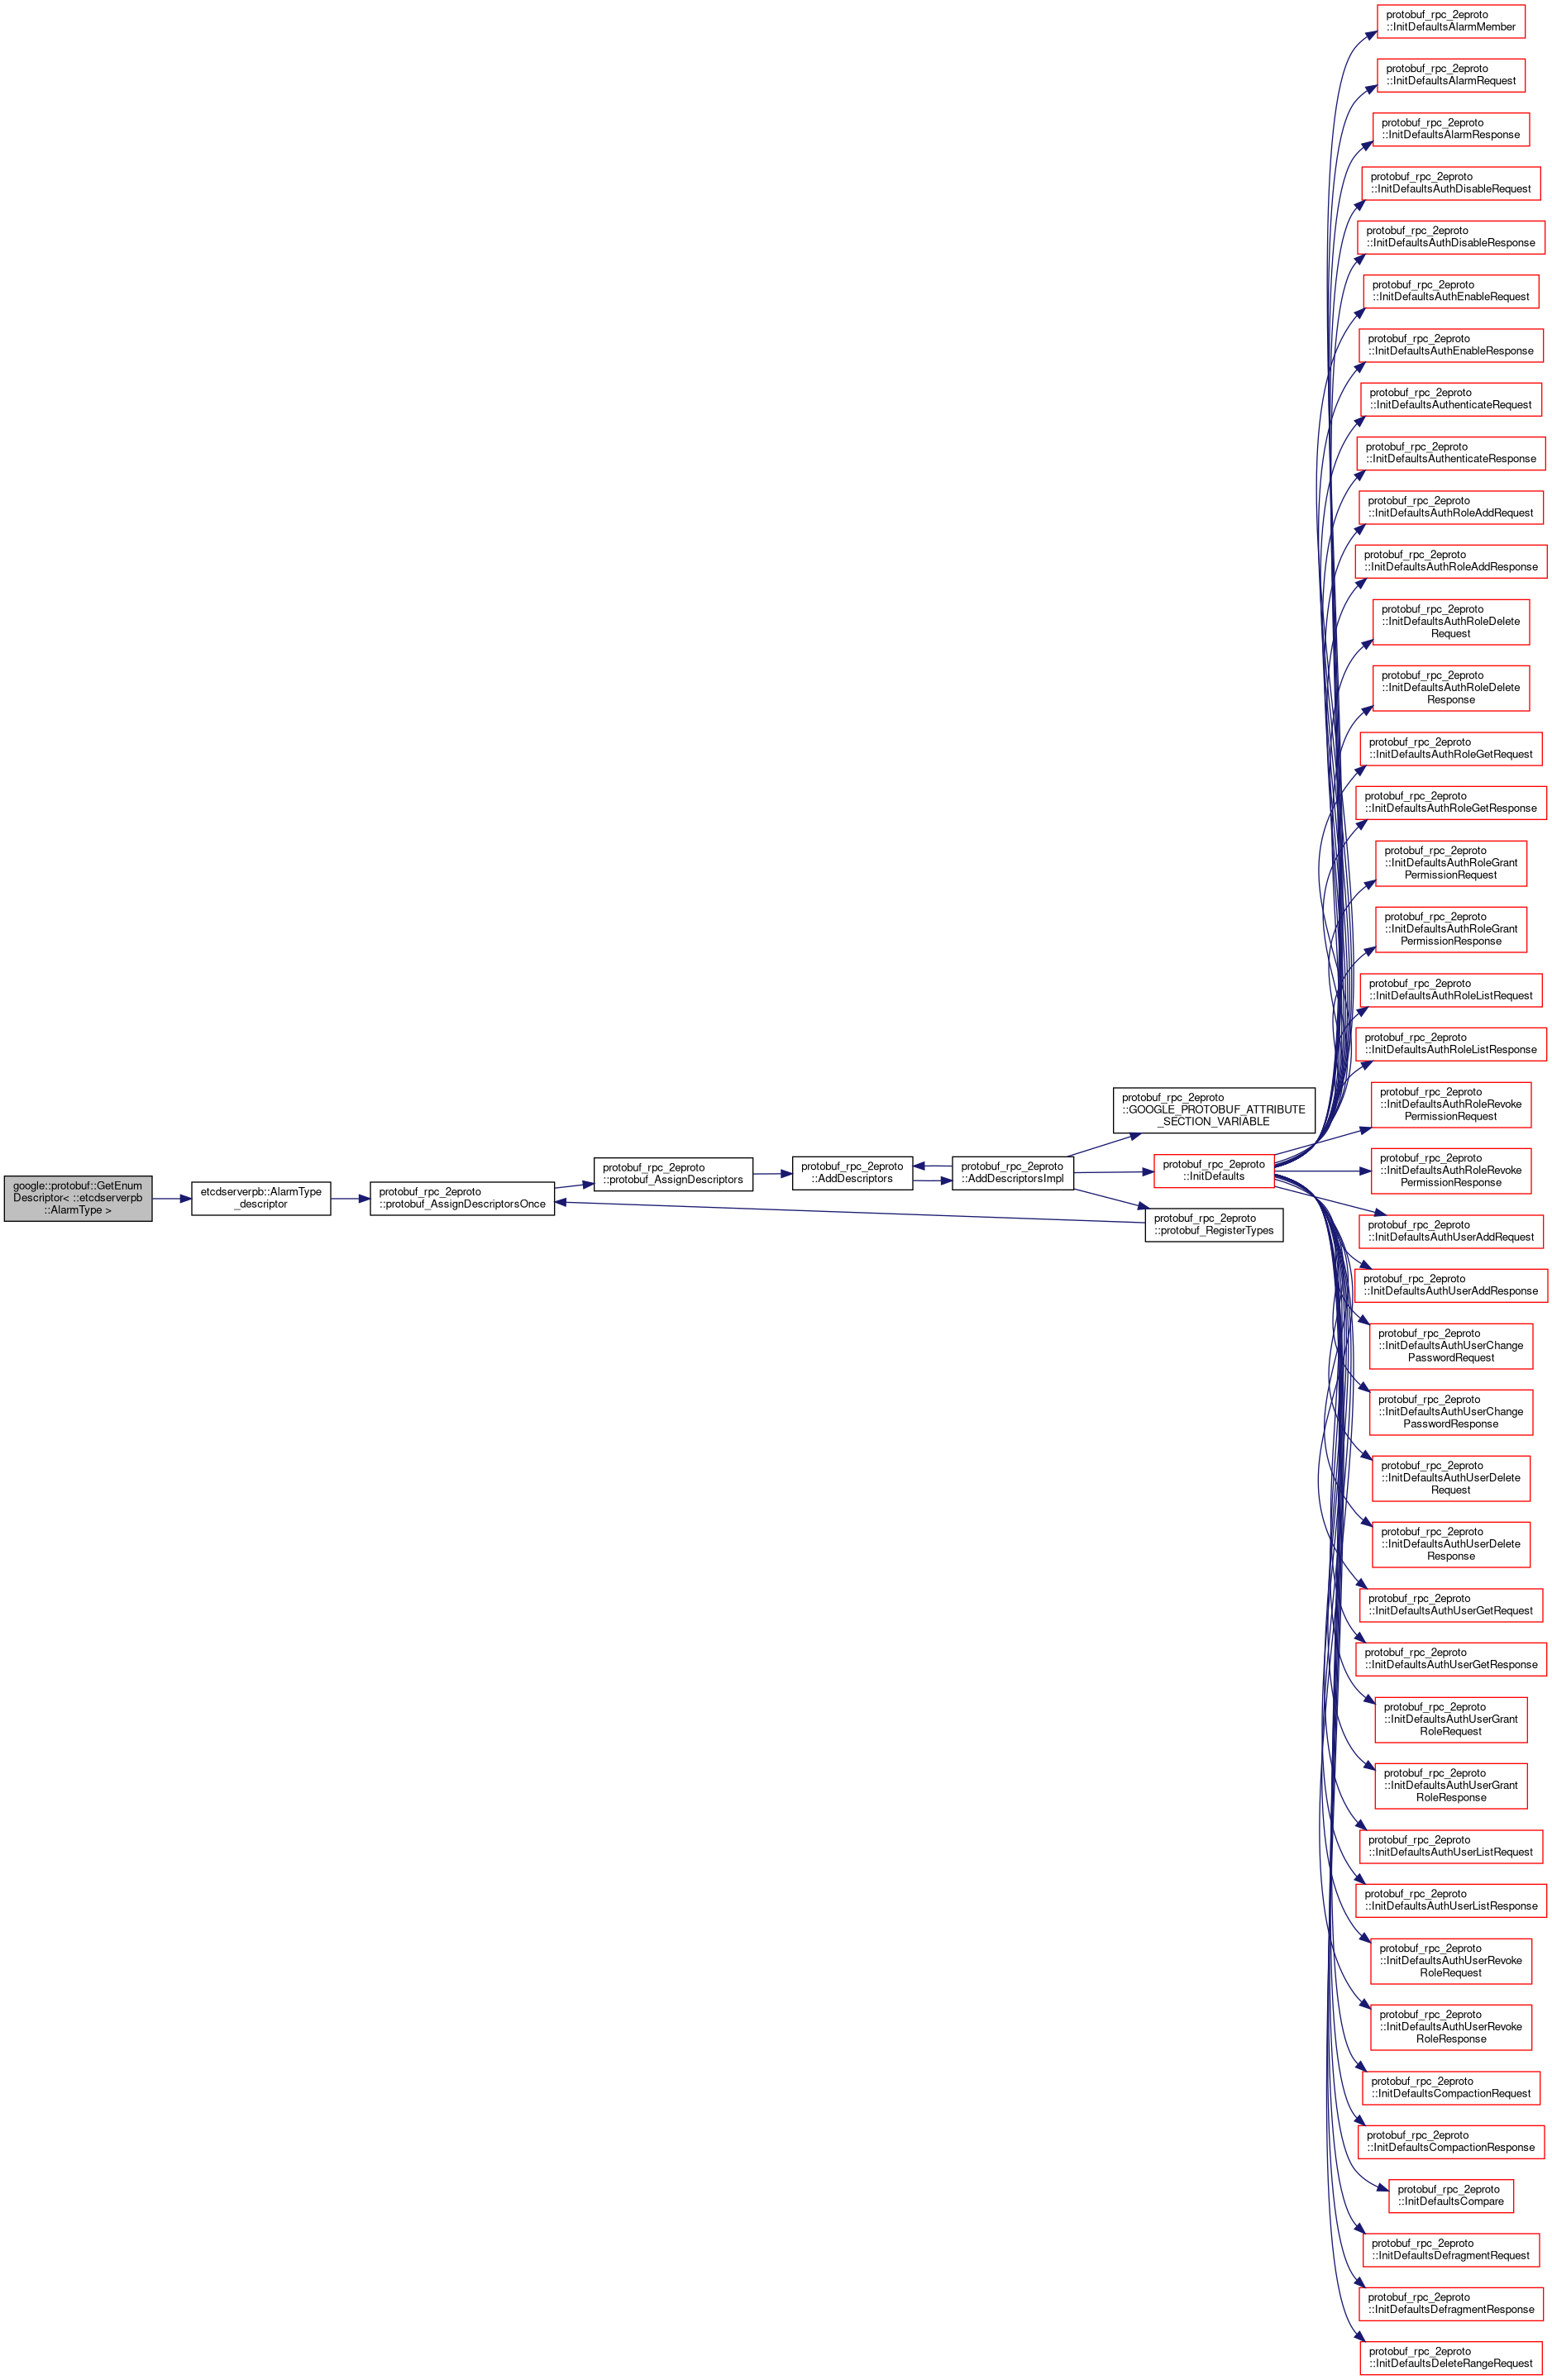 google::protobuf::GetEnum
Descriptor< ::etcdserverpb
::AlarmType >
etcdserverpb::AlarmType
_descriptor
protobuf_rpc_2eproto
::protobuf_AssignDescriptorsOnce
protobuf_rpc_2eproto
::protobuf_AssignDescriptors
protobuf_rpc_2eproto
::AddDescriptors
protobuf_rpc_2eproto
::AddDescriptorsImpl
protobuf_rpc_2eproto
::GOOGLE_PROTOBUF_ATTRIBUTE
_SECTION_VARIABLE
protobuf_rpc_2eproto
::InitDefaults
protobuf_rpc_2eproto
::protobuf_RegisterTypes
protobuf_rpc_2eproto
::InitDefaultsAlarmMember
protobuf_rpc_2eproto
::InitDefaultsAlarmRequest
protobuf_rpc_2eproto
::InitDefaultsAlarmResponse
protobuf_rpc_2eproto
::InitDefaultsAuthDisableRequest
protobuf_rpc_2eproto
::InitDefaultsAuthDisableResponse
protobuf_rpc_2eproto
::InitDefaultsAuthEnableRequest
protobuf_rpc_2eproto
::InitDefaultsAuthEnableResponse
protobuf_rpc_2eproto
::InitDefaultsAuthenticateRequest
protobuf_rpc_2eproto
::InitDefaultsAuthenticateResponse
protobuf_rpc_2eproto
::InitDefaultsAuthRoleAddRequest
protobuf_rpc_2eproto
::InitDefaultsAuthRoleAddResponse
protobuf_rpc_2eproto
::InitDefaultsAuthRoleDelete
Request
protobuf_rpc_2eproto
::InitDefaultsAuthRoleDelete
Response
protobuf_rpc_2eproto
::InitDefaultsAuthRoleGetRequest
protobuf_rpc_2eproto
::InitDefaultsAuthRoleGetResponse
protobuf_rpc_2eproto
::InitDefaultsAuthRoleGrant
PermissionRequest
protobuf_rpc_2eproto
::InitDefaultsAuthRoleGrant
PermissionResponse
protobuf_rpc_2eproto
::InitDefaultsAuthRoleListRequest
protobuf_rpc_2eproto
::InitDefaultsAuthRoleListResponse
protobuf_rpc_2eproto
::InitDefaultsAuthRoleRevoke
PermissionRequest
protobuf_rpc_2eproto
::InitDefaultsAuthRoleRevoke
PermissionResponse
protobuf_rpc_2eproto
::InitDefaultsAuthUserAddRequest
protobuf_rpc_2eproto
::InitDefaultsAuthUserAddResponse
protobuf_rpc_2eproto
::InitDefaultsAuthUserChange
PasswordRequest
protobuf_rpc_2eproto
::InitDefaultsAuthUserChange
PasswordResponse
protobuf_rpc_2eproto
::InitDefaultsAuthUserDelete
Request
protobuf_rpc_2eproto
::InitDefaultsAuthUserDelete
Response
protobuf_rpc_2eproto
::InitDefaultsAuthUserGetRequest
protobuf_rpc_2eproto
::InitDefaultsAuthUserGetResponse
protobuf_rpc_2eproto
::InitDefaultsAuthUserGrant
RoleRequest
protobuf_rpc_2eproto
::InitDefaultsAuthUserGrant
RoleResponse
protobuf_rpc_2eproto
::InitDefaultsAuthUserListRequest
protobuf_rpc_2eproto
::InitDefaultsAuthUserListResponse
protobuf_rpc_2eproto
::InitDefaultsAuthUserRevoke
RoleRequest
protobuf_rpc_2eproto
::InitDefaultsAuthUserRevoke
RoleResponse
protobuf_rpc_2eproto
::InitDefaultsCompactionRequest
protobuf_rpc_2eproto
::InitDefaultsCompactionResponse
protobuf_rpc_2eproto
::InitDefaultsCompare
protobuf_rpc_2eproto
::InitDefaultsDefragmentRequest
protobuf_rpc_2eproto
::InitDefaultsDefragmentResponse
protobuf_rpc_2eproto
::InitDefaultsDeleteRangeRequest